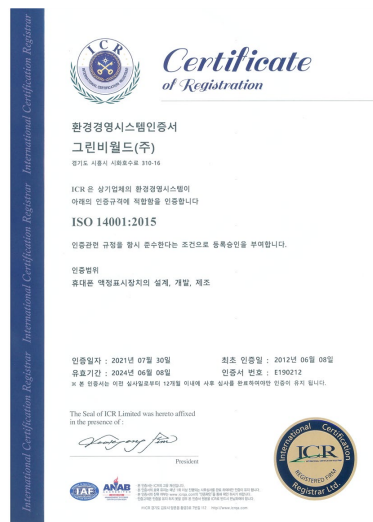 International Certification Registrar International Certification Registrar International Certification Registrar
ICR
Certificate
of Registration
환경경영시스템인증서
그린비월드(주)
경기도 시흥시 시화호수로 310-16
ICR 은 상기업체의 환경경영시스템이
아래의 인증규격에 적합함을 인증합니다
ISO 14001:2015
인증관련 규정을 항시 준수한다는 조건으로 등록승인을 부여합니다.
인증범위
휴대폰 액정표시장치의 설계, 개발, 제조
인증일자 : 2021년 07월 30일 최초 인증일 : 2012년 06월 08일
유효기간 : 2024년 06월 08일 인증서 번호 : E190212
※ 본 인증서는 이전 심사일로부터 12개월 이내에 사후 심사를 완료하여야만 인증이 유지 됩니다.
The Seal of ICR Limited was hereto affixed
in the presence of :
President
International Certification
ICR
REGISTERED FIRM
Registrar Ltd.
IAF
ANAB